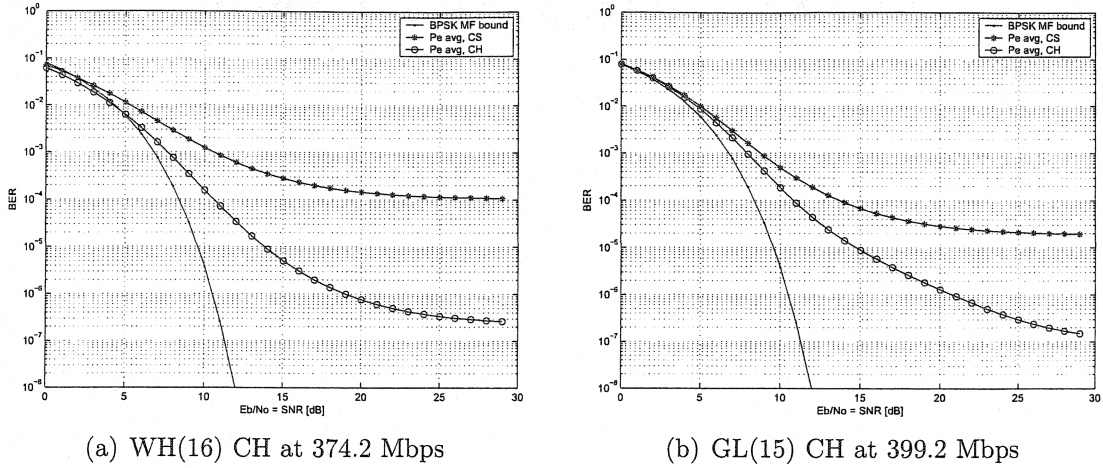 10^0
10^-1
10^-2
10^-3
10^-4
10^-5
10^-6
10^-7
10^-8
BER
0 5 10 15 20 25 30
Eb/No = SNR [dB]
BPSK MF bound
Pe avg, CS
Pe avg, CH
(a) WH(16) CH at 374.2 Mbps
10^0
10^-1
10^-2
10^-3
10^-4
10^-5
10^-6
10^-7
10^-8
BER
0 5 10 15 20 25 30
Eb/No = SNR [dB]
BPSK MF bound
Pe avg, CS
Pe avg, CH
(b) GL(15) CH at 399.2 Mbps